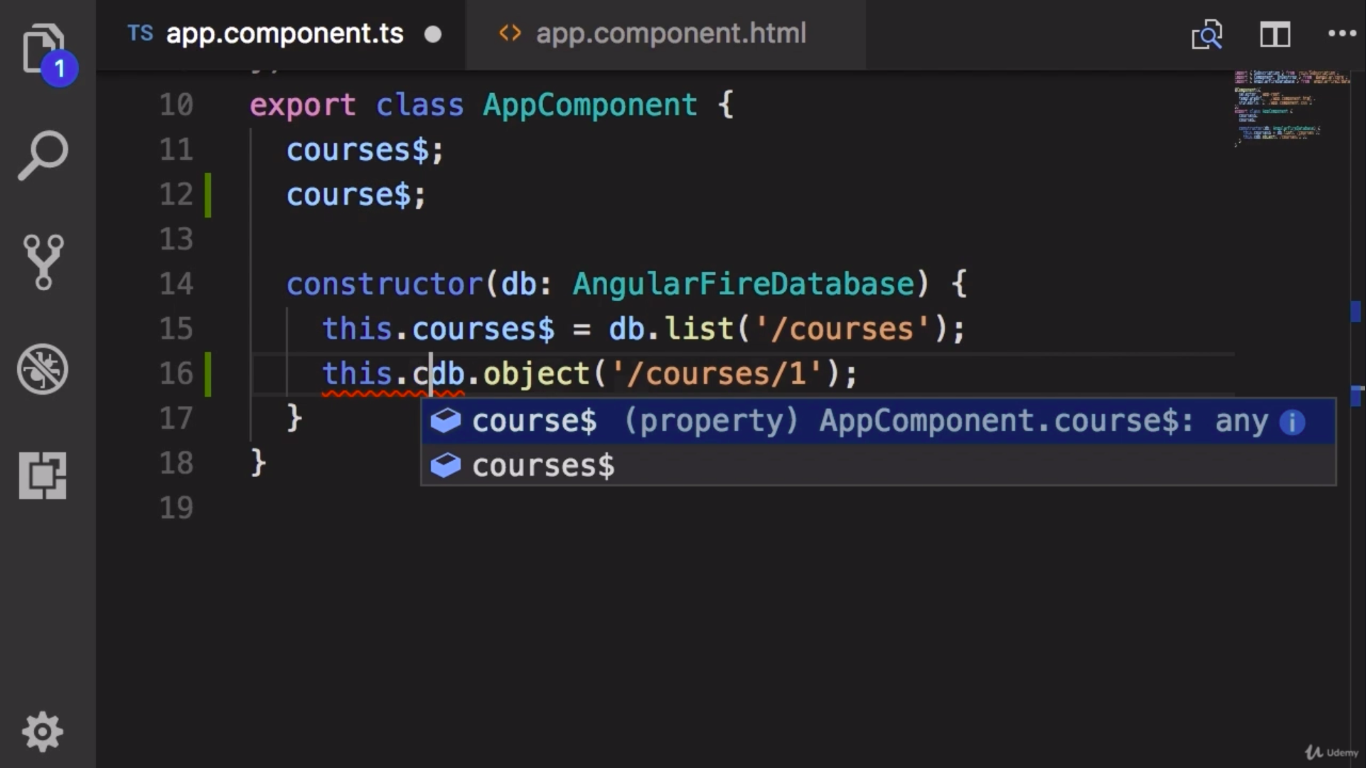 TS app.component.ts <> app.component.html
1
10 export class AppComponent {
11 courses$;
12 course$;
13
14 constructor(db: AngularFireDatabase) {
15 this.courses$ = db.list('/courses');
16 this.cdb.object('/courses/1');
17 }
course$ (property) AppComponent.course$: any
18 }
courses$
19
Udemy